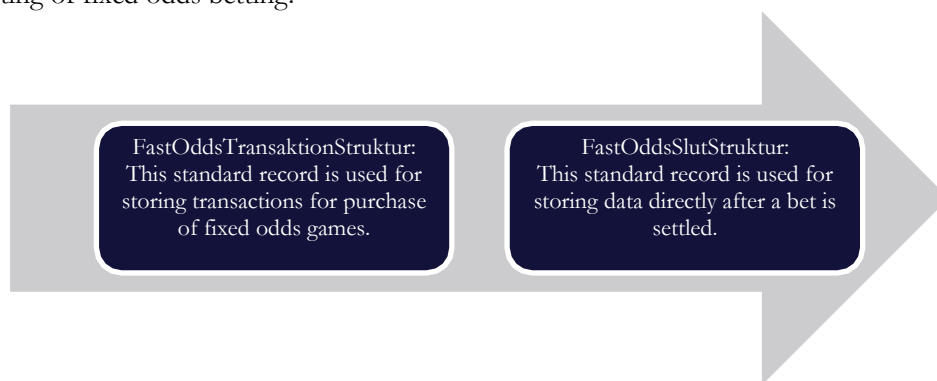 of fixed odds betting.
FastOddsTransaktionStruktur:
This standard record is used for
storing transactions for purchase
of fixed odds games.
FastOddsSlutStruktur:
This standard record is used for
storing data directly after a bet is
settled.